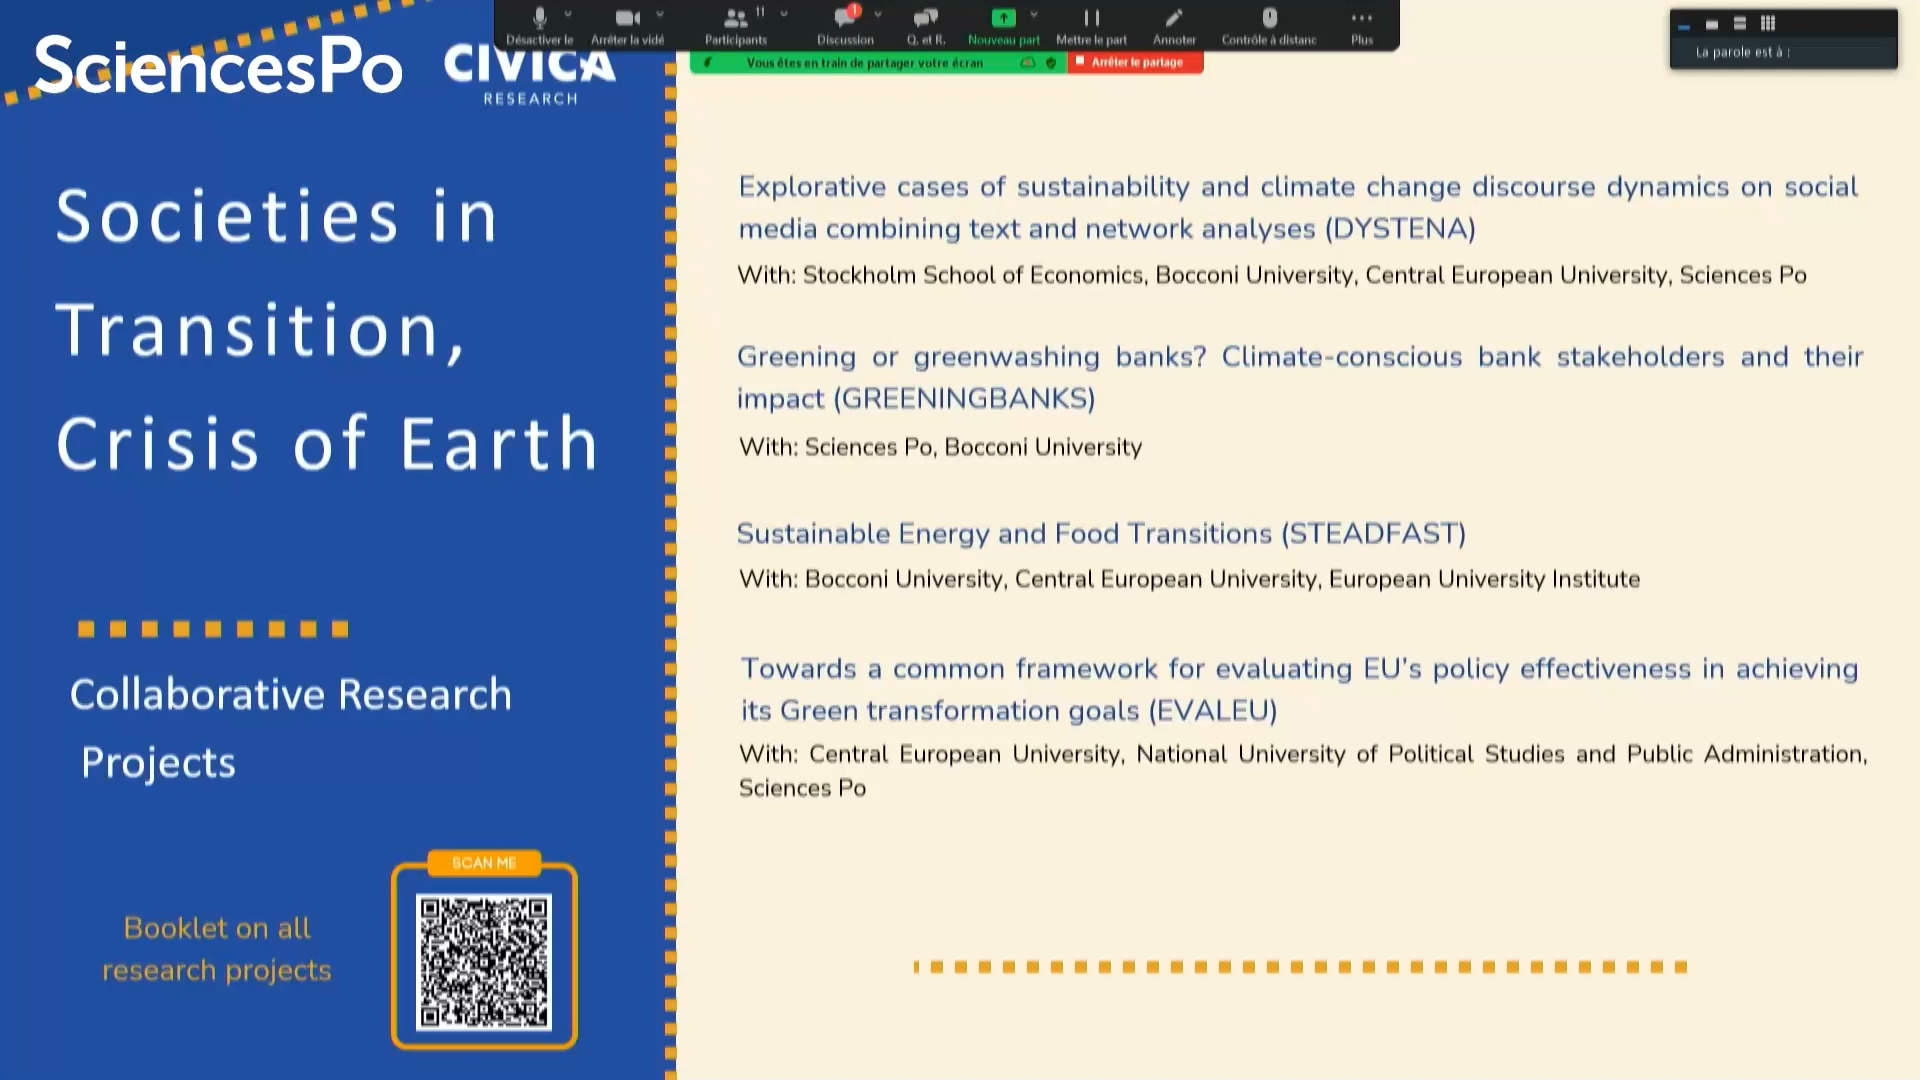 Désactiver le
Arrêter la vidé
Participants
11
Discussion
1
Q. et R.
Nouveau part
Mettre le part
Annoter
Contrôle à distanc
Plus
Vous êtes en train de partager votre écran
Arrêter le partage
La parole est à :
SciencesPo
CIVICA
RESEARCH
Societies in
Transition,
Crisis of Earth
Collaborative Research
Projects
Booklet on all
research projects
SCAN ME
Explorative cases of sustainability and climate change discourse dynamics on social
media combining text and network analyses (DYSTENA)
With: Stockholm School of Economics, Bocconi University, Central European University, Sciences Po
Greening or greenwashing banks? Climate-conscious bank stakeholders and their
impact (GREENINGBANKS)
With: Sciences Po, Bocconi University
Sustainable Energy and Food Transitions (STEADFAST)
With: Bocconi University, Central European University, European University Institute
Towards a common framework for evaluating EU's policy effectiveness in achieving
its Green transformation goals (EVALEU)
With: Central European University, National University of Political Studies and Public Administration,
Sciences Po